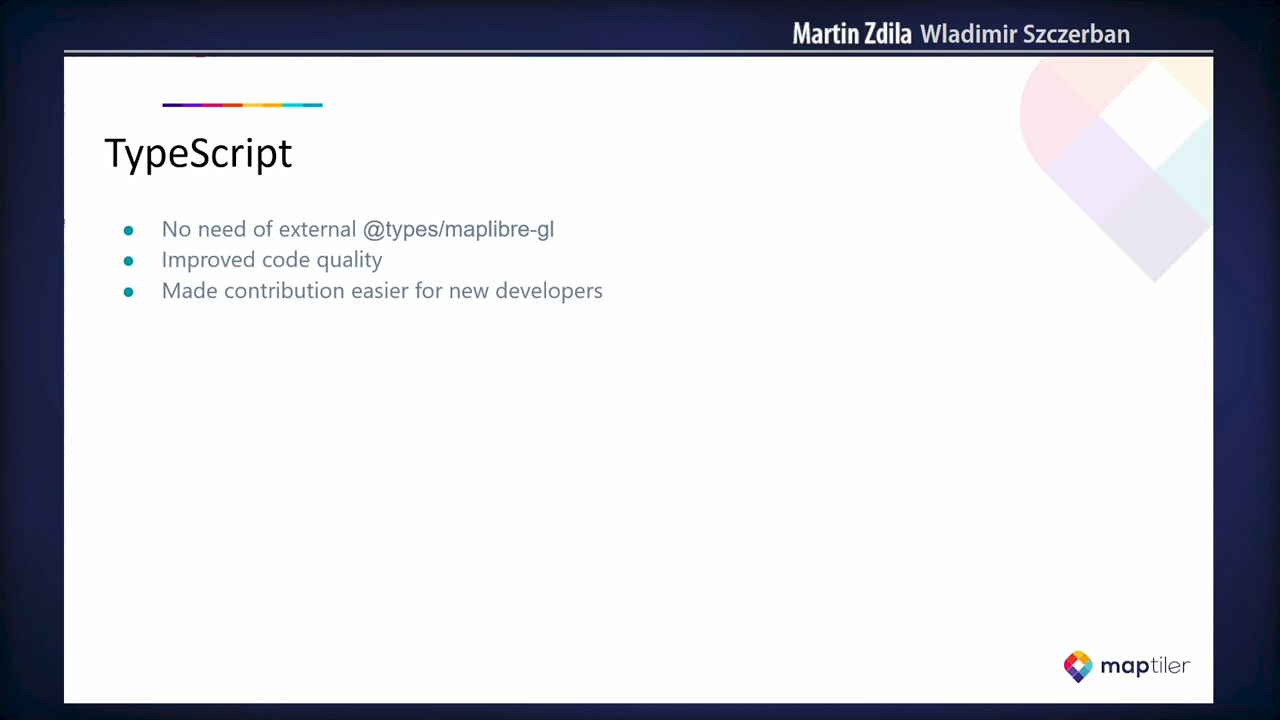 Martin Zdila Wladimir Szczerban
TypeScript
No need of external @types/maplibre-gl
Improved code quality
Made contribution easier for new developers
maptiler